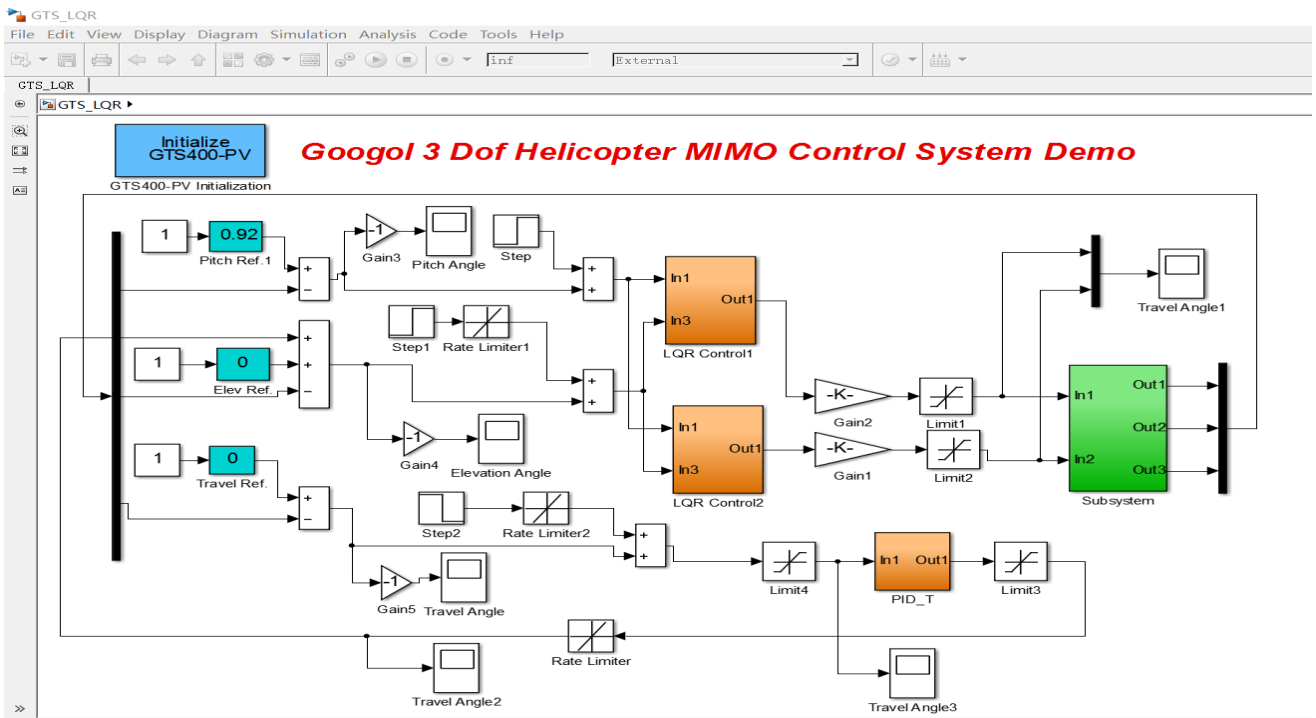 GTS_LQR
File Edit View Display Diagram Simulation Analysis Code Tools Help
inf
External
GTS_LQR
GTS_LQR
Initialize
GTS400-PV
GTS400-PV Initialization
Googol 3 Dof Helicopter MIMO Control System Demo
1
0.92
Pitch Ref.1
+
−
-1
Gain3
Pitch Angle
Step
+
+
In1
In3
Out1
LQR Control1
Travel Angle1
Step1
Rate Limiter1
+
+
−
1
0
Elev Ref.
+
+
-1
Gain4
Elevation Angle
In1
In3
Out1
LQR Control2
-K-
Gain2
Limit1
-K-
Gain1
Limit2
In1
In2
Out1
Out2
Out3
Subsystem
1
0
Travel Ref.
+
−
Step2
Rate Limiter2
+
+
-1
Gain5
Travel Angle
Limit4
In1 Out1
PID_T
Limit3
Rate Limiter
Travel Angle2
Travel Angle3